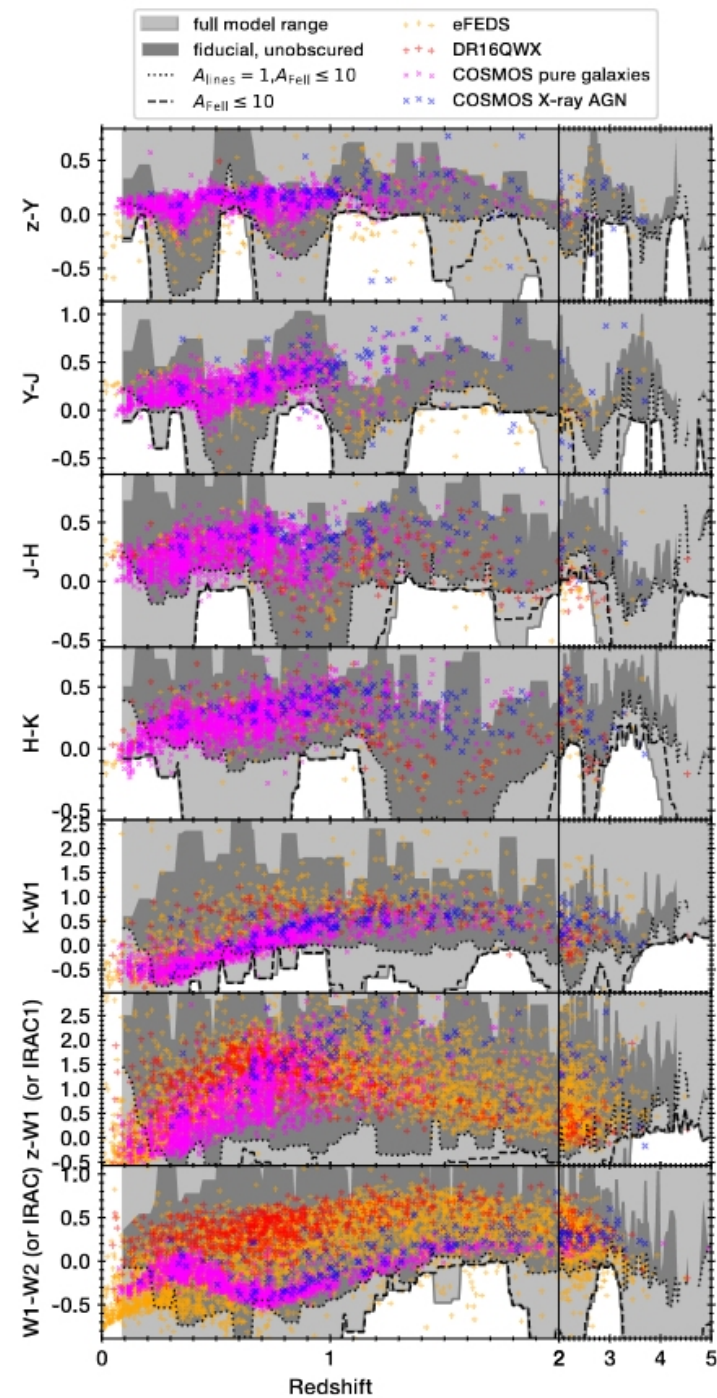 full model range
fiducial, unobscured
A_lines = 1, A_FeII ≤ 10
A_FeII ≤ 10
eFEDS
DR16QWX
COSMOS pure galaxies
COSMOS X-ray AGN
z-Y
0.5
0.0
-0.5
Y-J
1.0
0.5
0.0
-0.5
J-H
0.5
0.0
-0.5
H-K
0.5
0.0
-0.5
K-W1
2.5
2.0
1.5
1.0
0.5
0.0
-0.5
z-W1 (or IRAC1)
2.5
2.0
1.5
1.0
0.5
0.0
-0.5
W1-W2 (or IRAC)
1.0
0.5
0.0
-0.5
0 1 2 3 4 5
Redshift